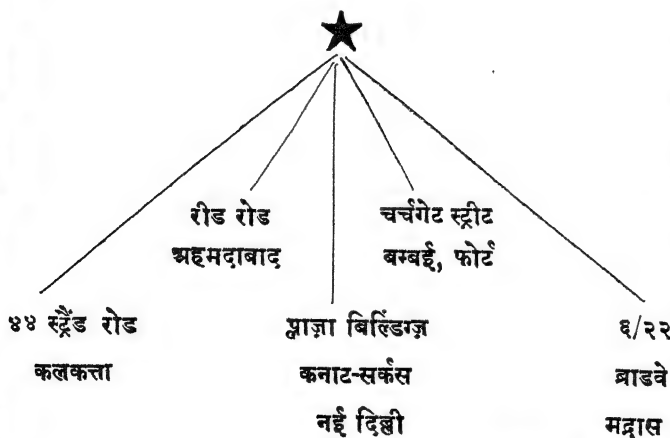 रीड रोड
अहमदाबाद
चर्चगेट स्ट्रीट
बम्बई, फोर्ट
४४ स्ट्रैंड रोड
कलकत्ता
प्लाज़ा बिल्डिंग्ज़
कनाट-सर्कस
नई दिल्ली
६/२२
ब्राडवे
मद्रास